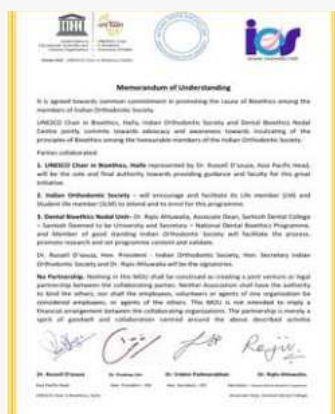 Memorandum of Understanding
It is agreed towards common commitment in promoting the cause of Bioethics among the
members of Indian Orthodontic Society.
UNESCO Chair in Bioethics, Haifa, Indian Orthodontic Society and Dental Bioethics Nodal
Centre jointly commits towards advocacy and awareness towards inculcating of the
principles of Bioethics among the honourable members of the Indian Orthodontic Society.
Parties collaborated:
1. UNESCO Chair in Bioethics, Haifa represented by Dr. Russell D'souza, Asia Pacific Head,
will be the sole and final authority towards providing guidance and faculty for this great
initiative.
2. Indian Orthodontic Society – will encourage and facilitate its Life member (LM) and
Student life member (SLM) to attend and to enrol for this programme.
3. Dental Bioethics Nodal Unit- Dr. Rajiv Ahluwalia, Associate Dean, Santosh Dental College
– Santosh Deemed to be University and Secretary – National Dental Bioethics Programme,
and Member of good standing Indian Orthodontic Society will facilitate the process,
promote research and set programme content and validate.
Dr. Russell D'souza, Hon. President - Indian Orthodontic Society, Hon. Secretary Indian
Orthodontic Society and Dr. Rajiv Ahluwalia will be the signatories.
No Partnership. Nothing in this MOU shall be construed as creating a joint venture or legal
partnership between the collaborating parties. Neither Association shall have the authority
to bind the others, nor shall the employees, volunteers or agents of one organization be
considered employees, or agents of the others. This MOU is not intended to imply a
financial arrangement between the collaborating organizations. The partnership is merely a
spirit of goodwill and collaboration centred around the above described activities
Rajiv
Dr. Russell D'souza Dr. Rajiv Ahluwalia